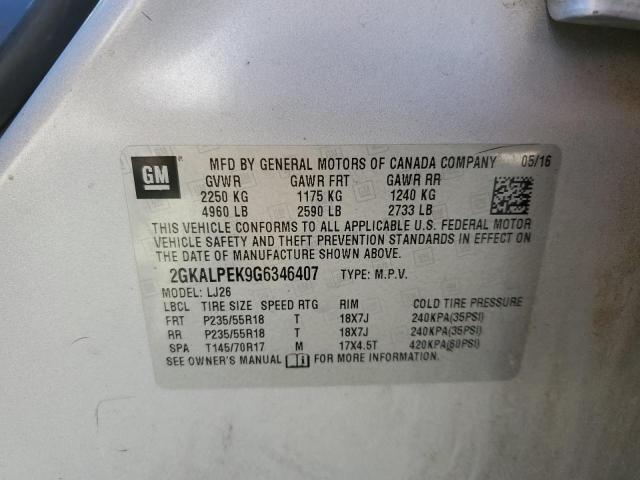 GM MFD BY GENERAL MOTORS OF CANADA COMPANY 05/16
GVWR GAWR FRT GAWR RR
2250 KG 1175 KG 1240 KG
4960 LB 2590 LB 2733 LB
THIS VEHICLE CONFORMS TO ALL APPLICABLE U.S. FEDERAL MOTOR
VEHICLE SAFETY AND THEFT PREVENTION STANDARDS IN EFFECT ON
THE DATE OF MANUFACTURE SHOWN ABOVE.
2GKALPEK9G6346407 TYPE: M.P.V.
MODEL: LJ26
LBCL TIRE SIZE SPEED RTG RIM COLD TIRE PRESSURE
FRT P235/55R18 T 18X7J 240KPA(35PSI)
RR P235/55R18 T 18X7J 240KPA(35PSI)
SPA T145/70R17 M 17X4.5T 420KPA(60PSI)
SEE OWNER'S MANUAL FOR MORE INFORMATION.